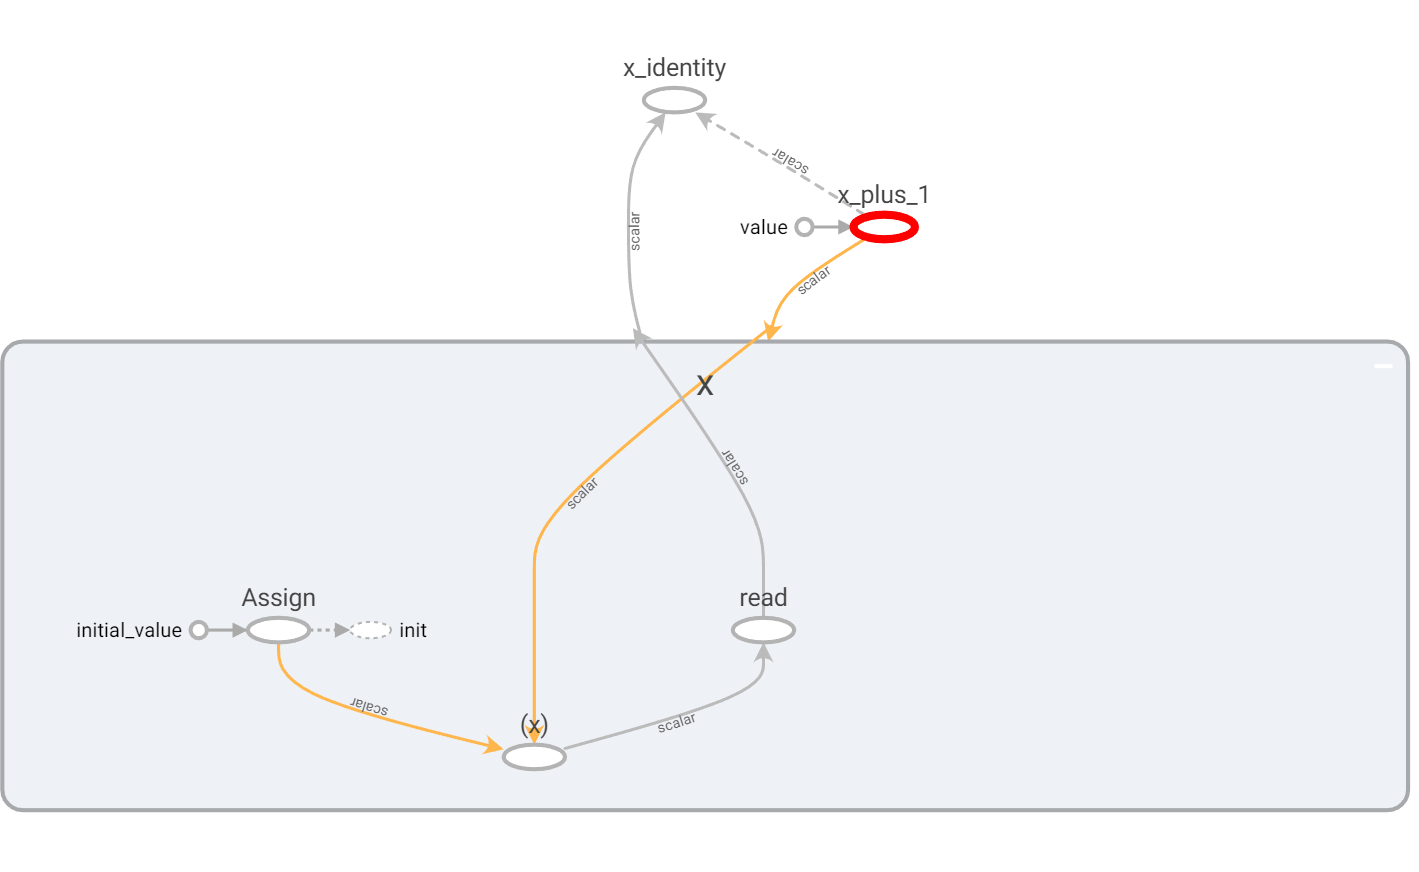 x_identity
scalar
x_plus_1
value
scalar
scalar
x
scalar
scalar
Assign
read
initial_value
init
scalar
(x)
scalar